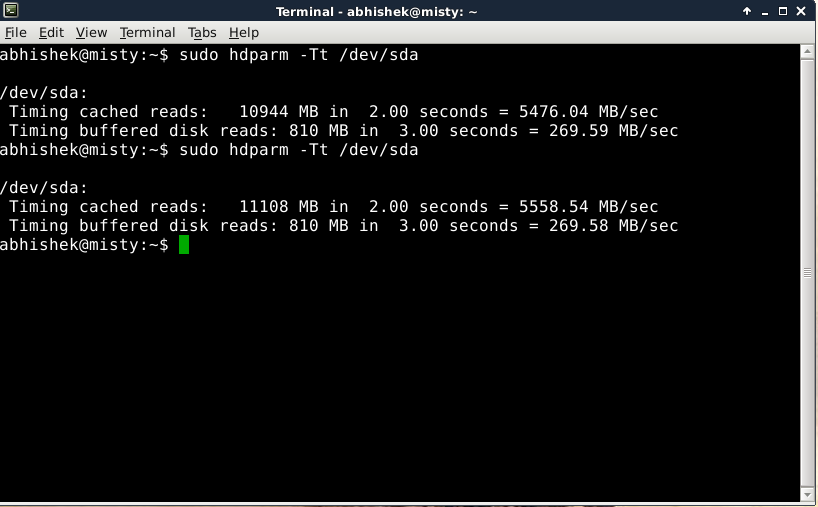 Terminal - abhishek@misty: ~
File Edit View Terminal Tabs Help
abhishek@misty:~$ sudo hdparm -Tt /dev/sda
/dev/sda:
Timing cached reads:   10944 MB in  2.00 seconds = 5476.04 MB/sec
Timing buffered disk reads: 810 MB in  3.00 seconds = 269.59 MB/sec
abhishek@misty:~$ sudo hdparm -Tt /dev/sda
/dev/sda:
Timing cached reads:   11108 MB in  2.00 seconds = 5558.54 MB/sec
Timing buffered disk reads: 810 MB in  3.00 seconds = 269.58 MB/sec
abhishek@misty:~$